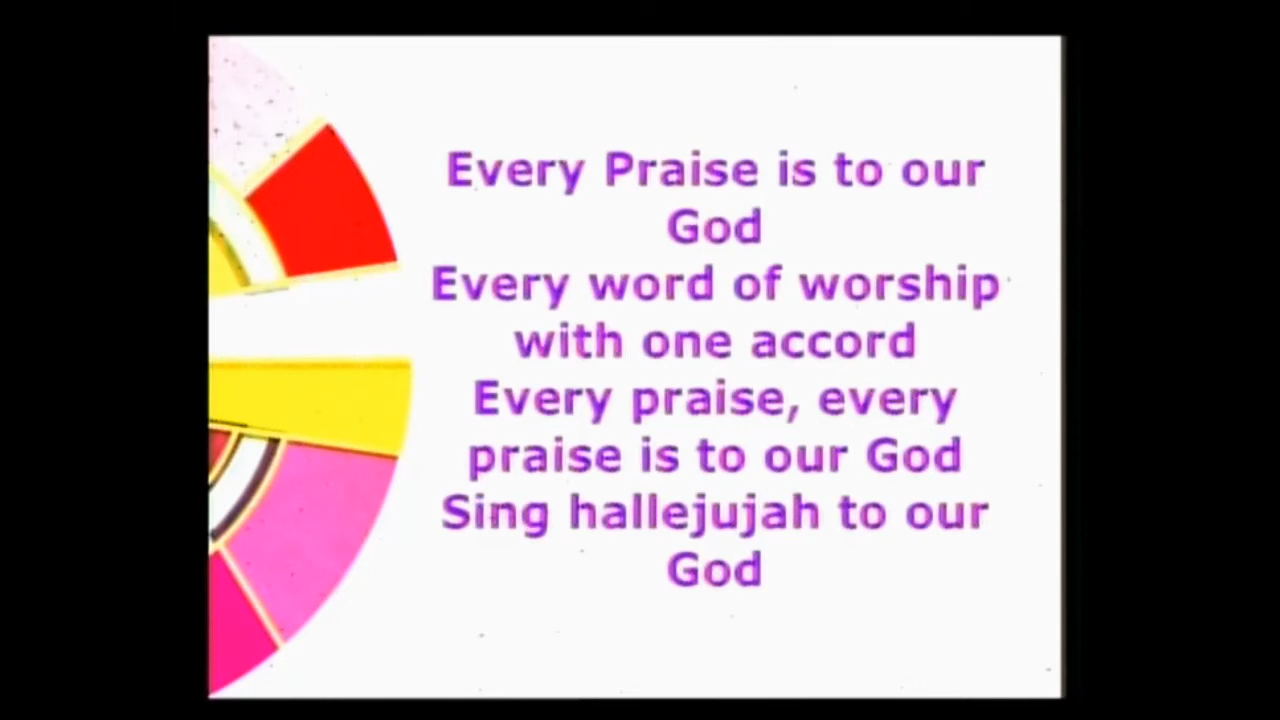 Every Praise is to our
God
Every word of worship
with one accord
Every praise, every
praise is to our God
Sing hallejujah to our
God